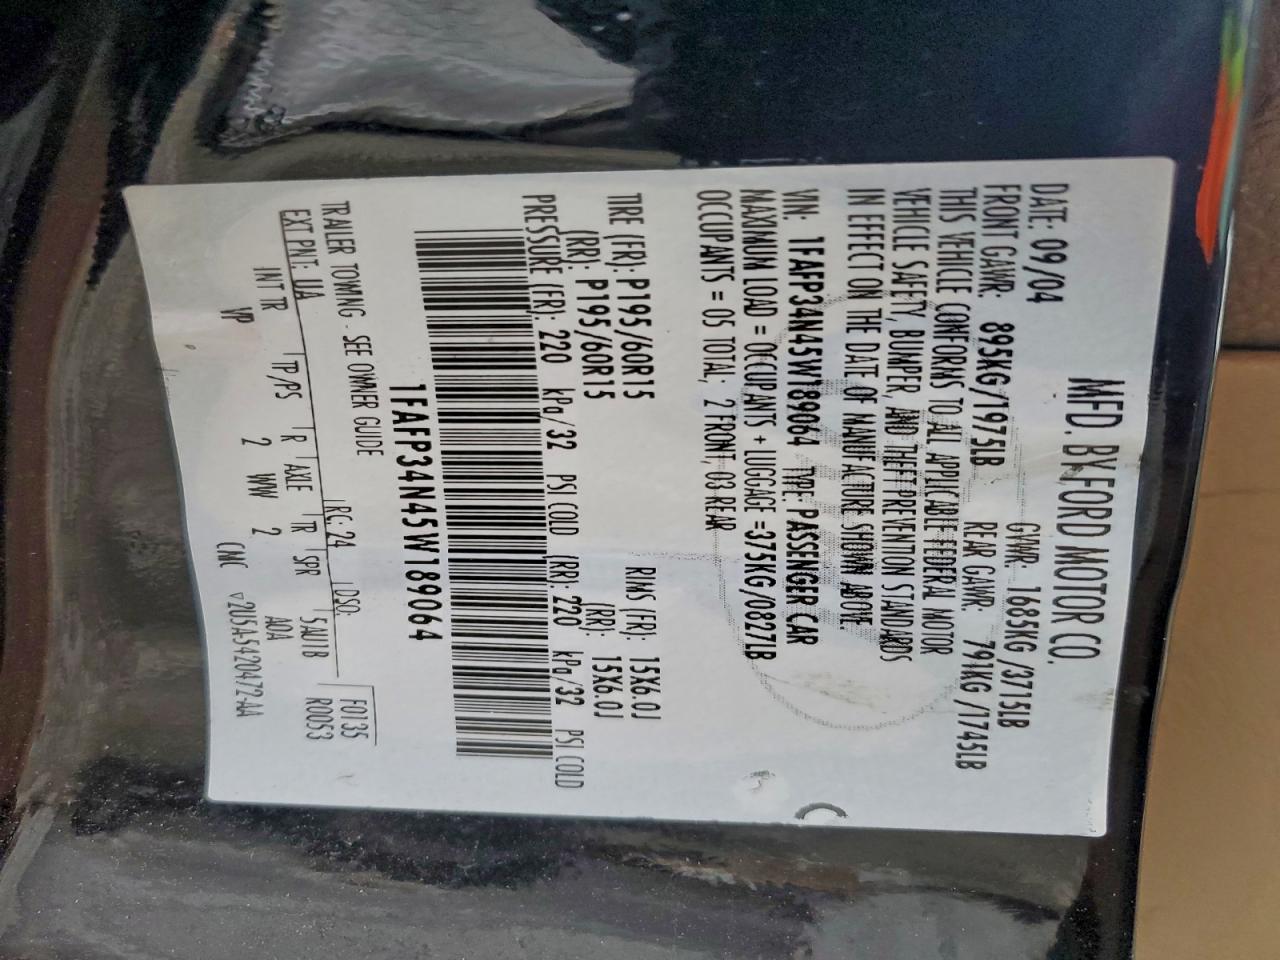 MFD. BY FORD MOTOR CO.
DATE: 09/04 GVWR: 1685KG/3715LB
FRONT GAWR: 895KG/1975LB REAR GAWR: 791KG/1745LB
THIS VEHICLE CONFORMS TO ALL APPLICABLE FEDERAL MOTOR
VEHICLE SAFETY, BUMPER, AND THEFT PREVENTION STANDARDS
IN EFFECT ON THE DATE OF MANUFACTURE SHOWN ABOVE.
VIN: 1FAFP34N45W189064 TYPE: PASSENGER CAR
MAXIMUM LOAD = OCCUPANTS + LUGGAGE = 375KG/0827LB
OCCUPANTS = 05 TOTAL; 2 FRONT, 03 REAR
TIRE (FR): P195/60R15 RIMS (FR): 15X6.0J
(RR): P195/60R15 (RR): 15X6.0J
PRESSURE (FR): 220 kPa/32 PSI COLD (RR): 220 kPa/32 PSI COLD
1FAFP34N45W189064
TRAILER TOWING - SEE OWNER GUIDE
RC: 24 DSO: F0135
EXT PNT: UA R0053
INT TR TP/PS R AXLE TR SPR
VP 2 WW 2
CNC ▽2U5A-5420472-AA